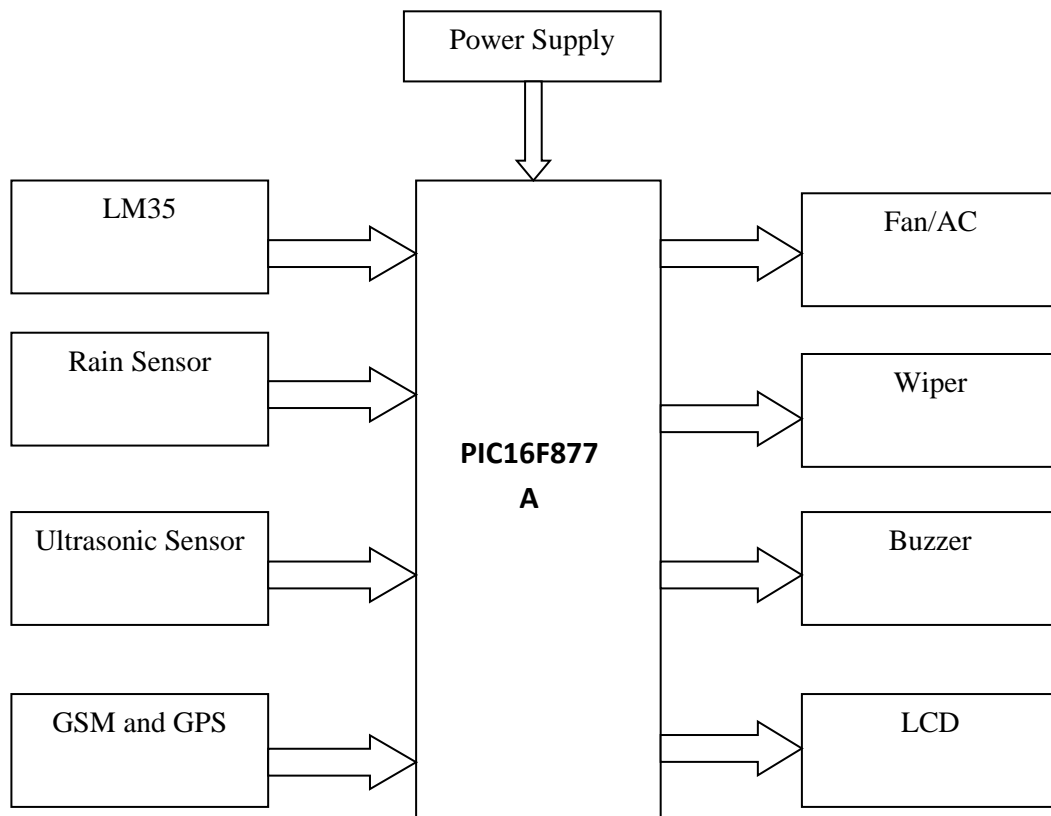 Power Supply
LM35
Fan/AC
Rain Sensor
Wiper
PIC16F877
A
Ultrasonic Sensor
Buzzer
GSM and GPS
LCD